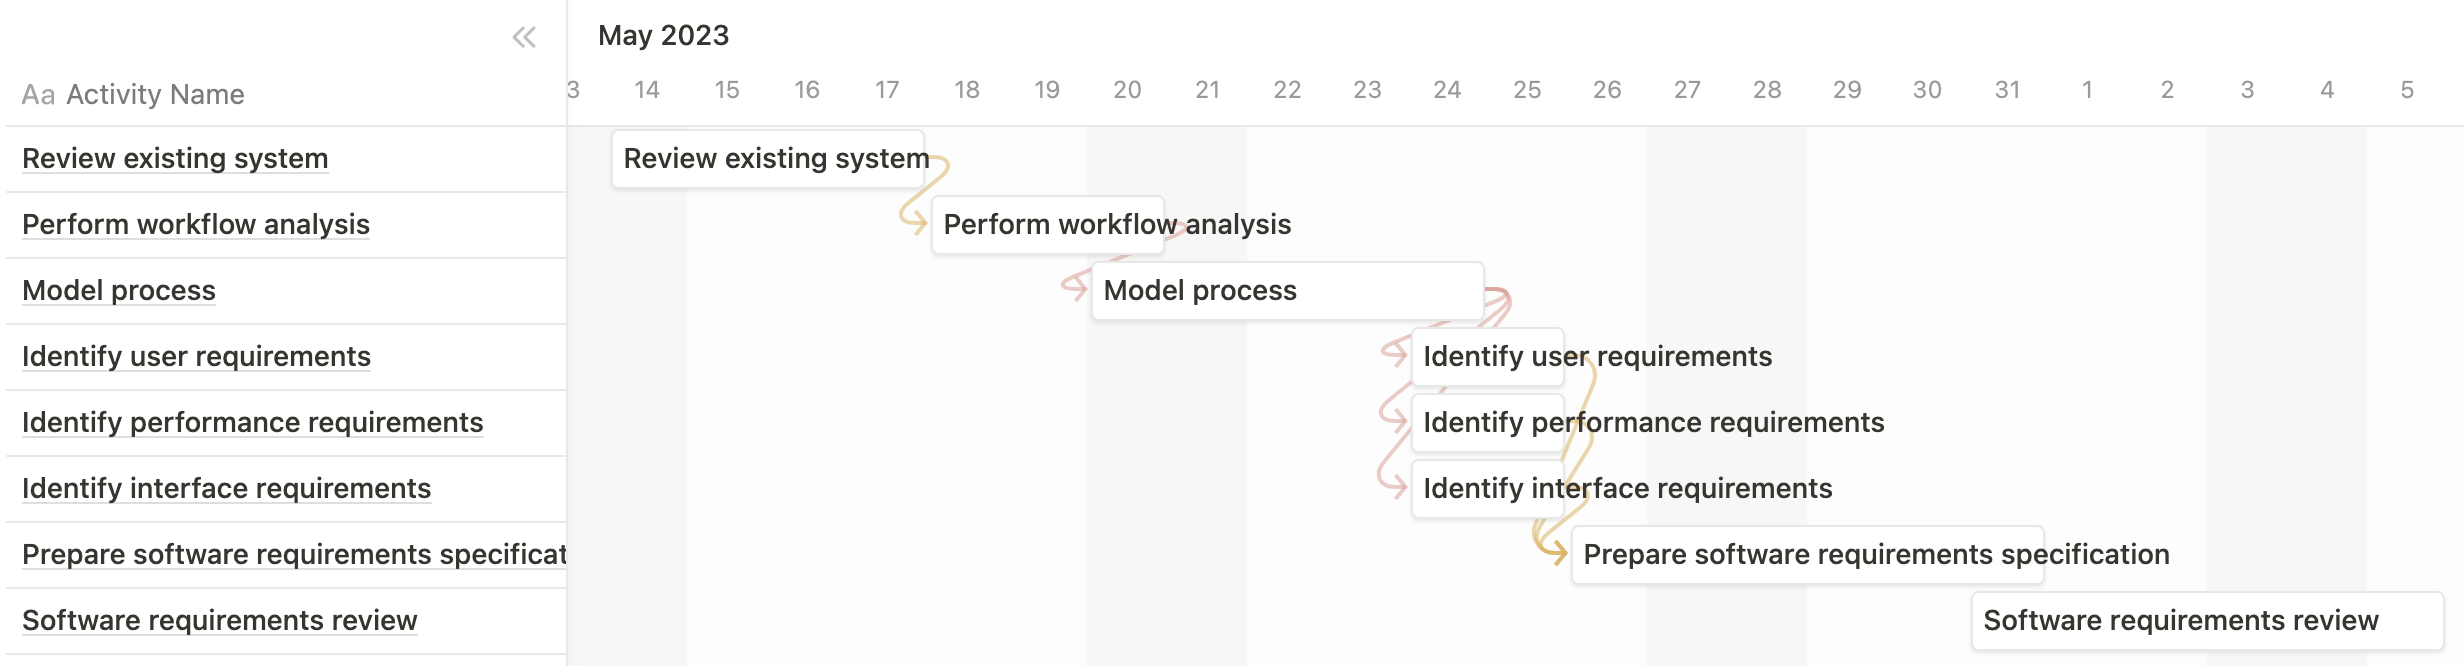 May 2023
Aa Activity Name
3 14 15 16 17 18 19 20 21 22 23 24 25 26 27 28 29 30 31 1 2 3 4 5
Review existing system Review existing system
Perform workflow analysis Perform workflow analysis
Model process Model process
Identify user requirements Identify user requirements
Identify performance requirements Identify performance requirements
Identify interface requirements Identify interface requirements
Prepare software requirements specificat Prepare software requirements specification
Software requirements review Software requirements review